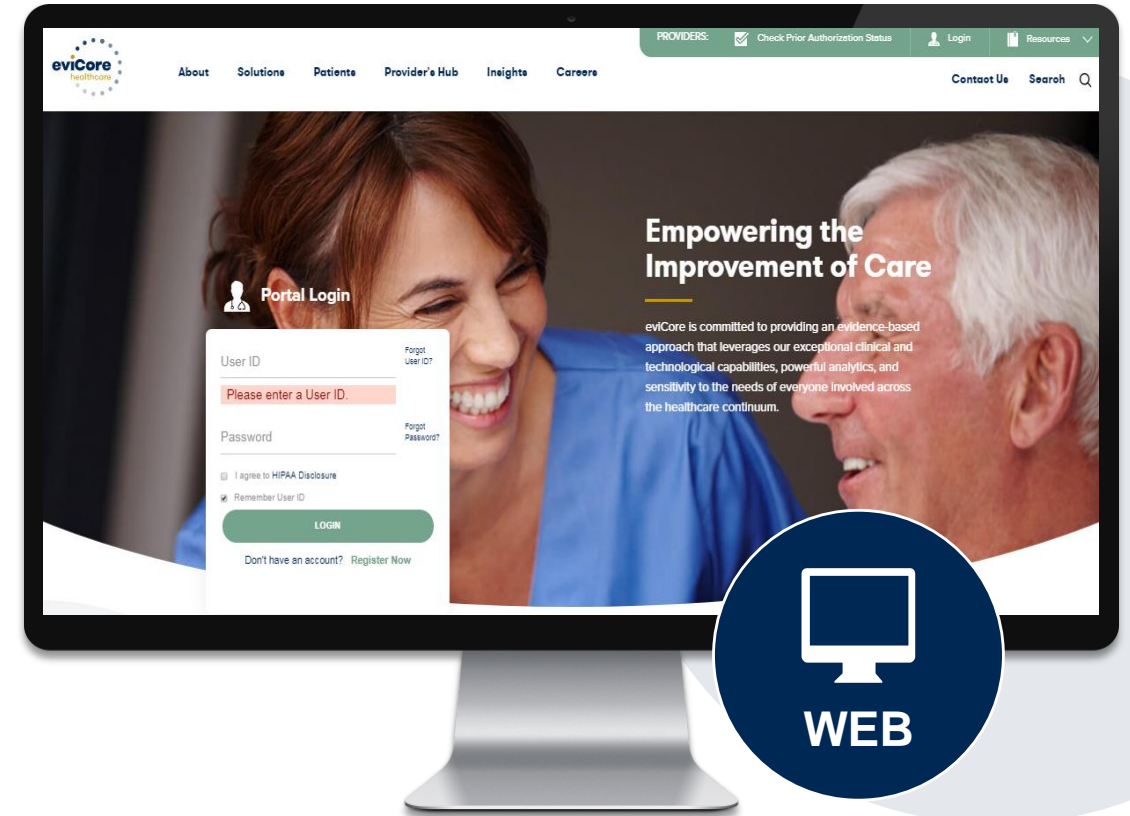 PROVIDERS: Check Prior Authorization Status Login Resources
eviCore
healthcare
About Solutions Patients Provider's Hub Insights Careers
Contact Us Search
Empowering the
Improvement of Care
eviCore is committed to providing an evidence-based
approach that leverages our exceptional clinical and
technological capabilities, powerful analytics, and
sensitivity to the needs of everyone involved across
the healthcare continuum.
Portal Login
User ID
Forgot
User ID?
Please enter a User ID.
Password
Forgot
Password?
I agree to HIPAA Disclosure
Remember User ID
LOGIN
Don't have an account? Register Now
WEB